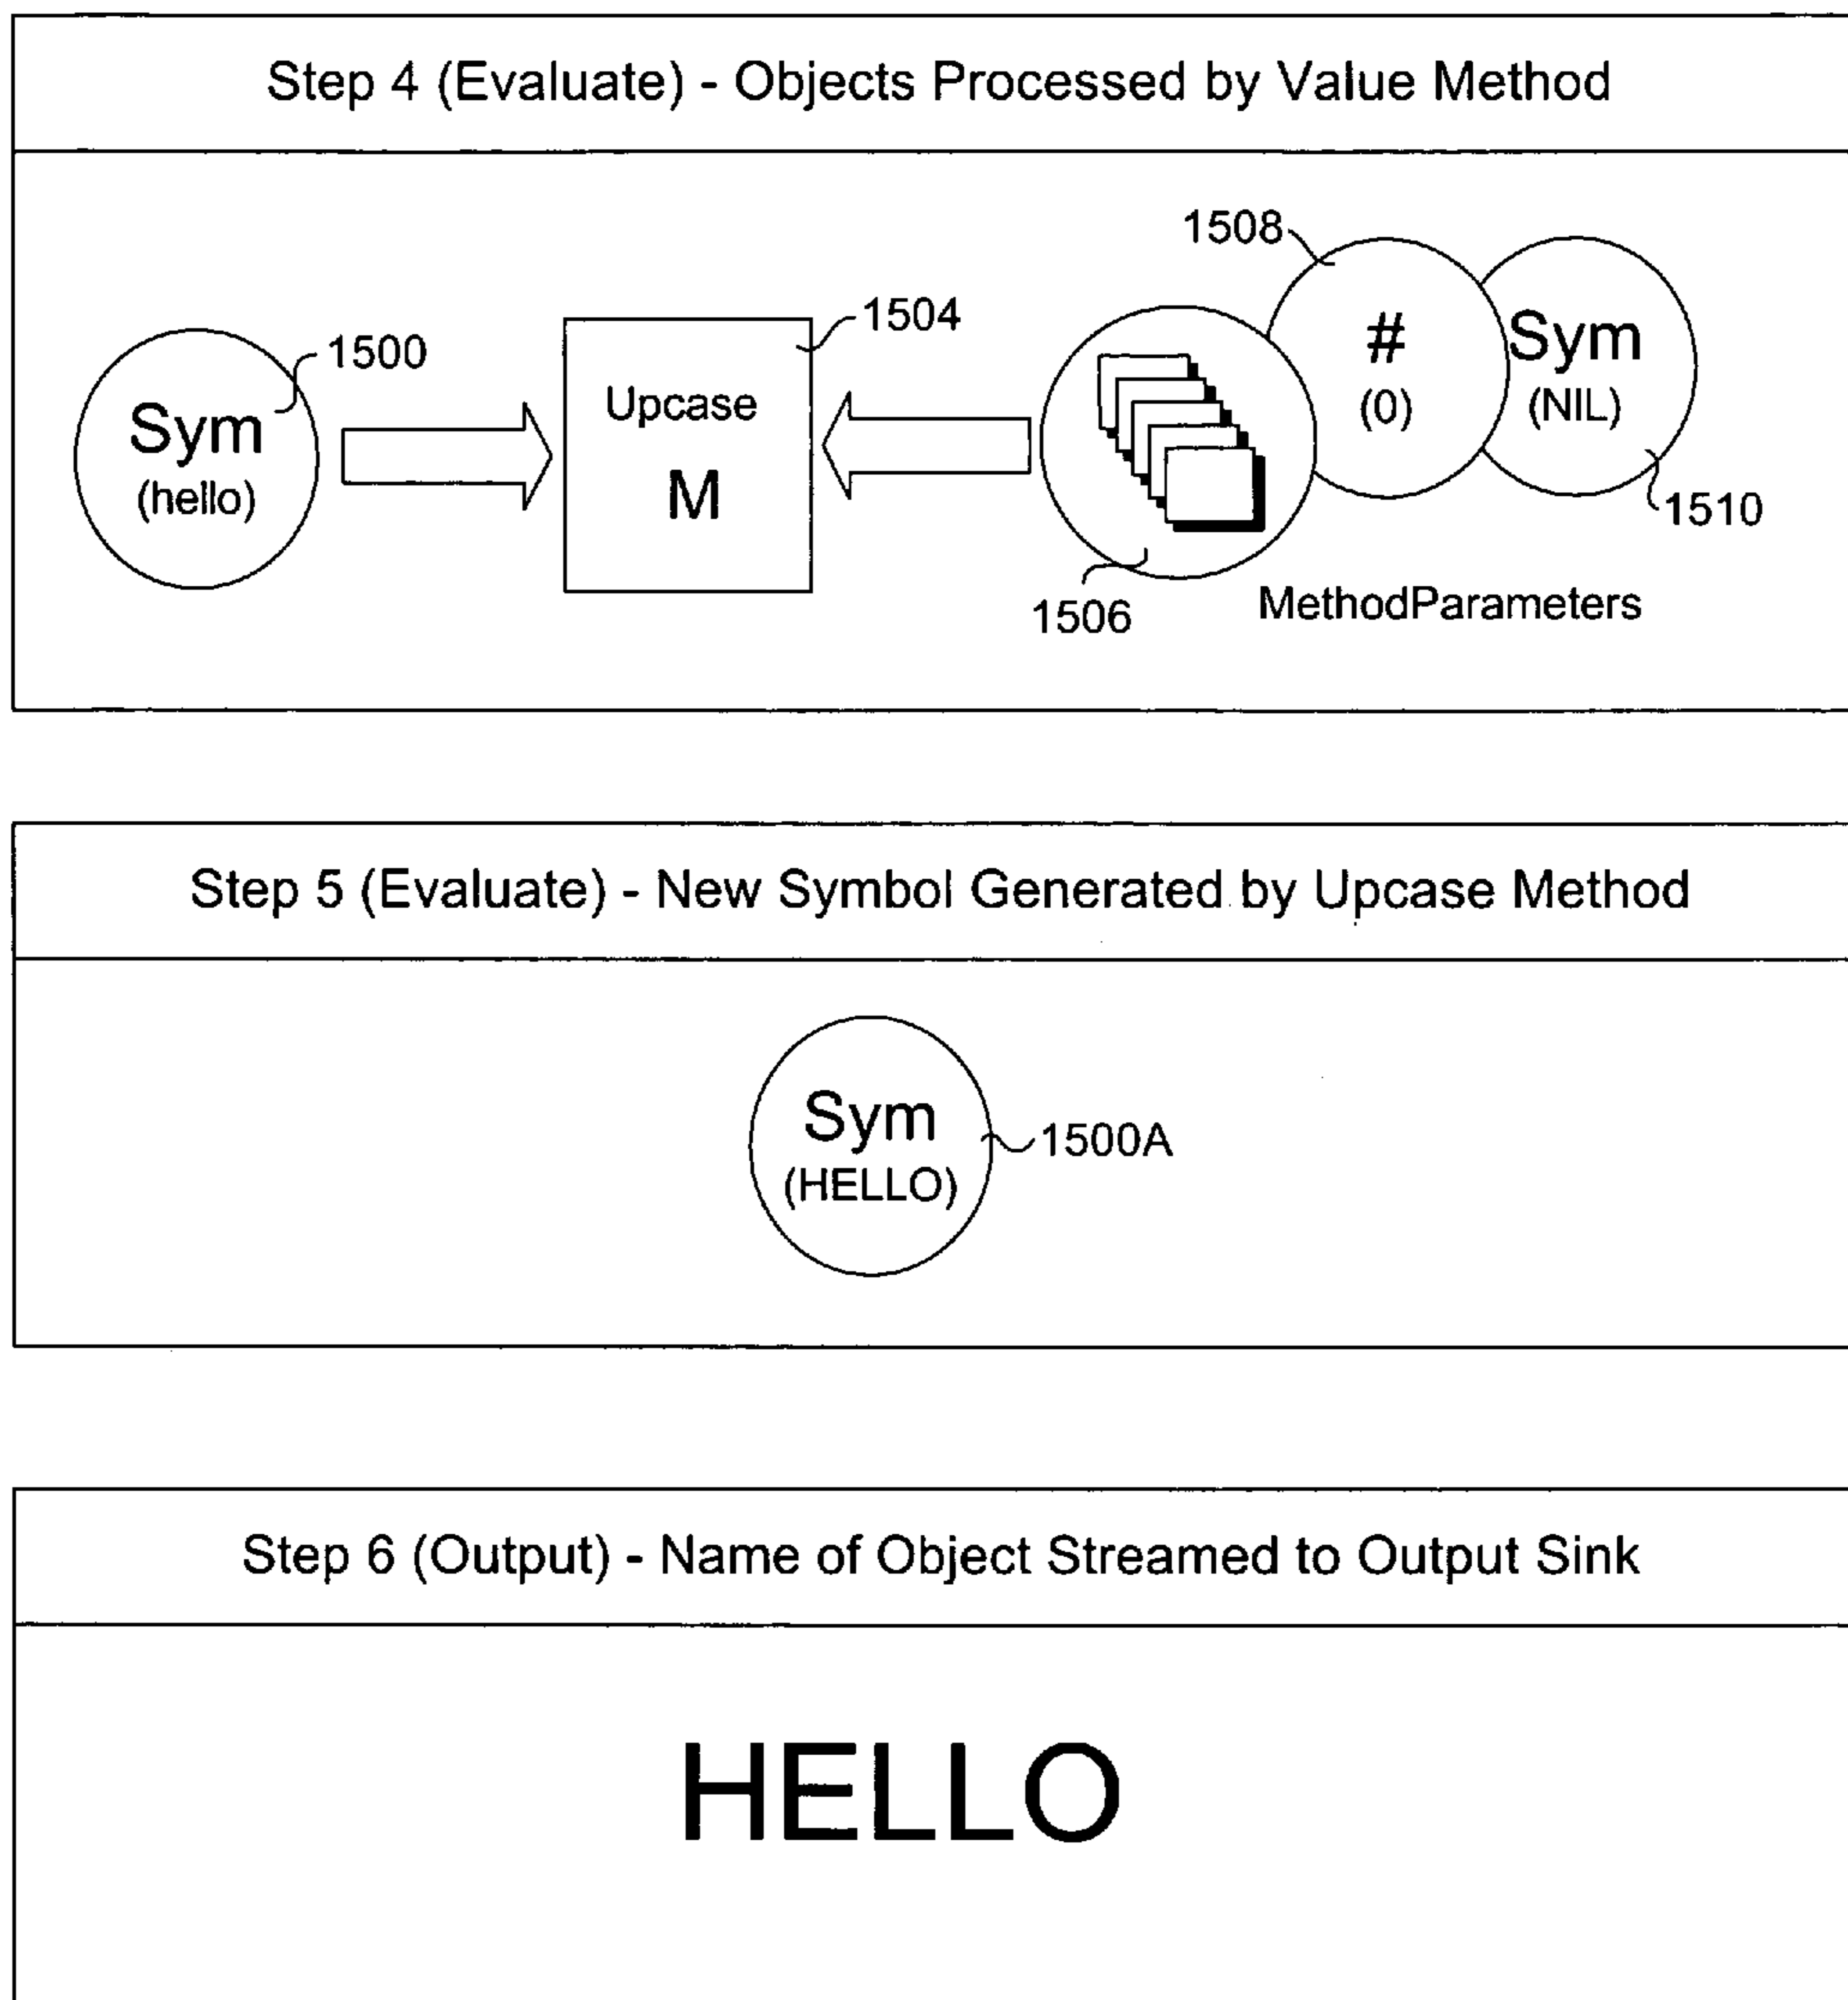 Step 4 (Evaluate) - Objects Processed by Value Method
1508
1504
1500
#
(0)
Sym
(NIL)
Upcase
M
Sym
(hello)
1510
1506
MethodParameters
Step 5 (Evaluate) - New Symbol Generated by Upcase Method
Sym
(HELLO)
1500A
Step 6 (Output) - Name of Object Streamed to Output Sink
HELLO